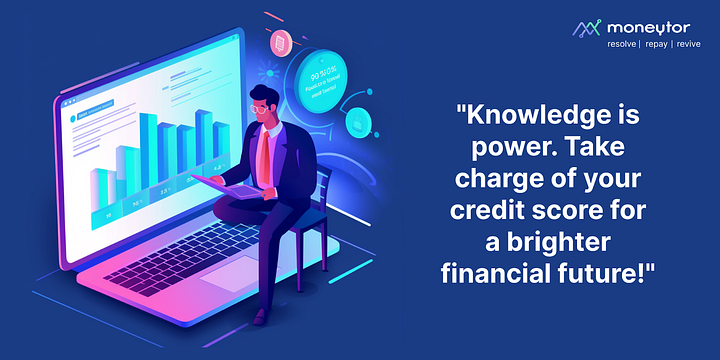 moneytor
resolve | repay | revive
"Knowledge is
power. Take
charge of your
credit score for
a brighter
financial future!"